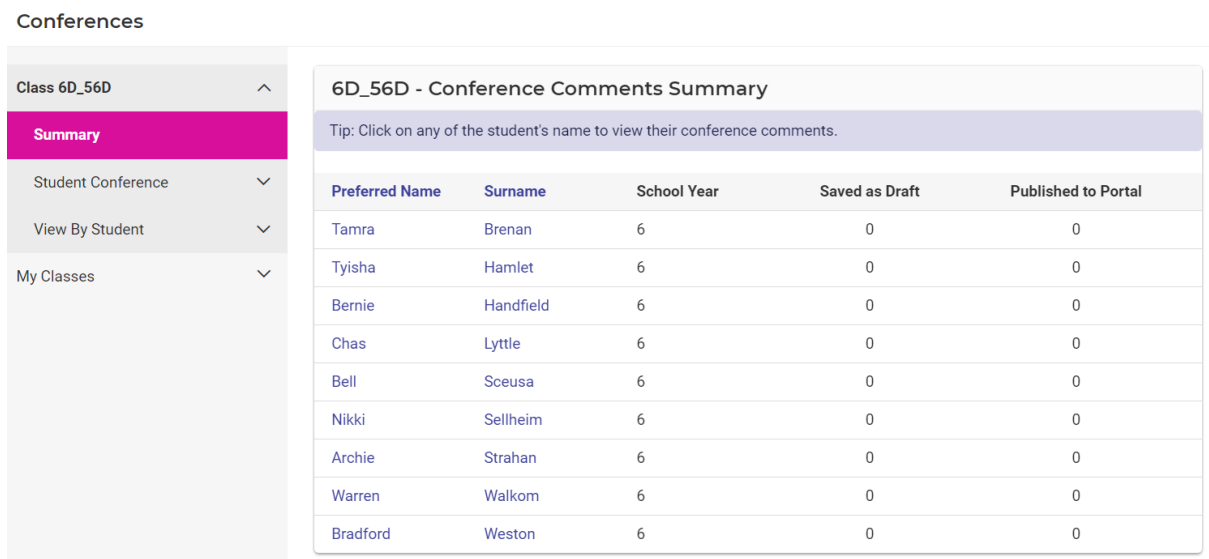 Conferences
Class 6D_56D
Summary
Student Conference
View By Student
My Classes
6D_56D - Conference Comments Summary
Tip: Click on any of the student's name to view their conference comments.
Preferred Name Surname School Year Saved as Draft Published to Portal
Tamra Brenan 6 0 0
Tyisha Hamlet 6 0 0
Bernie Handfield 6 0 0
Chas Lyttle 6 0 0
Bell Sceusa 6 0 0
Nikki Sellheim 6 0 0
Archie Strahan 6 0 0
Warren Walkom 6 0 0
Bradford Weston 6 0 0